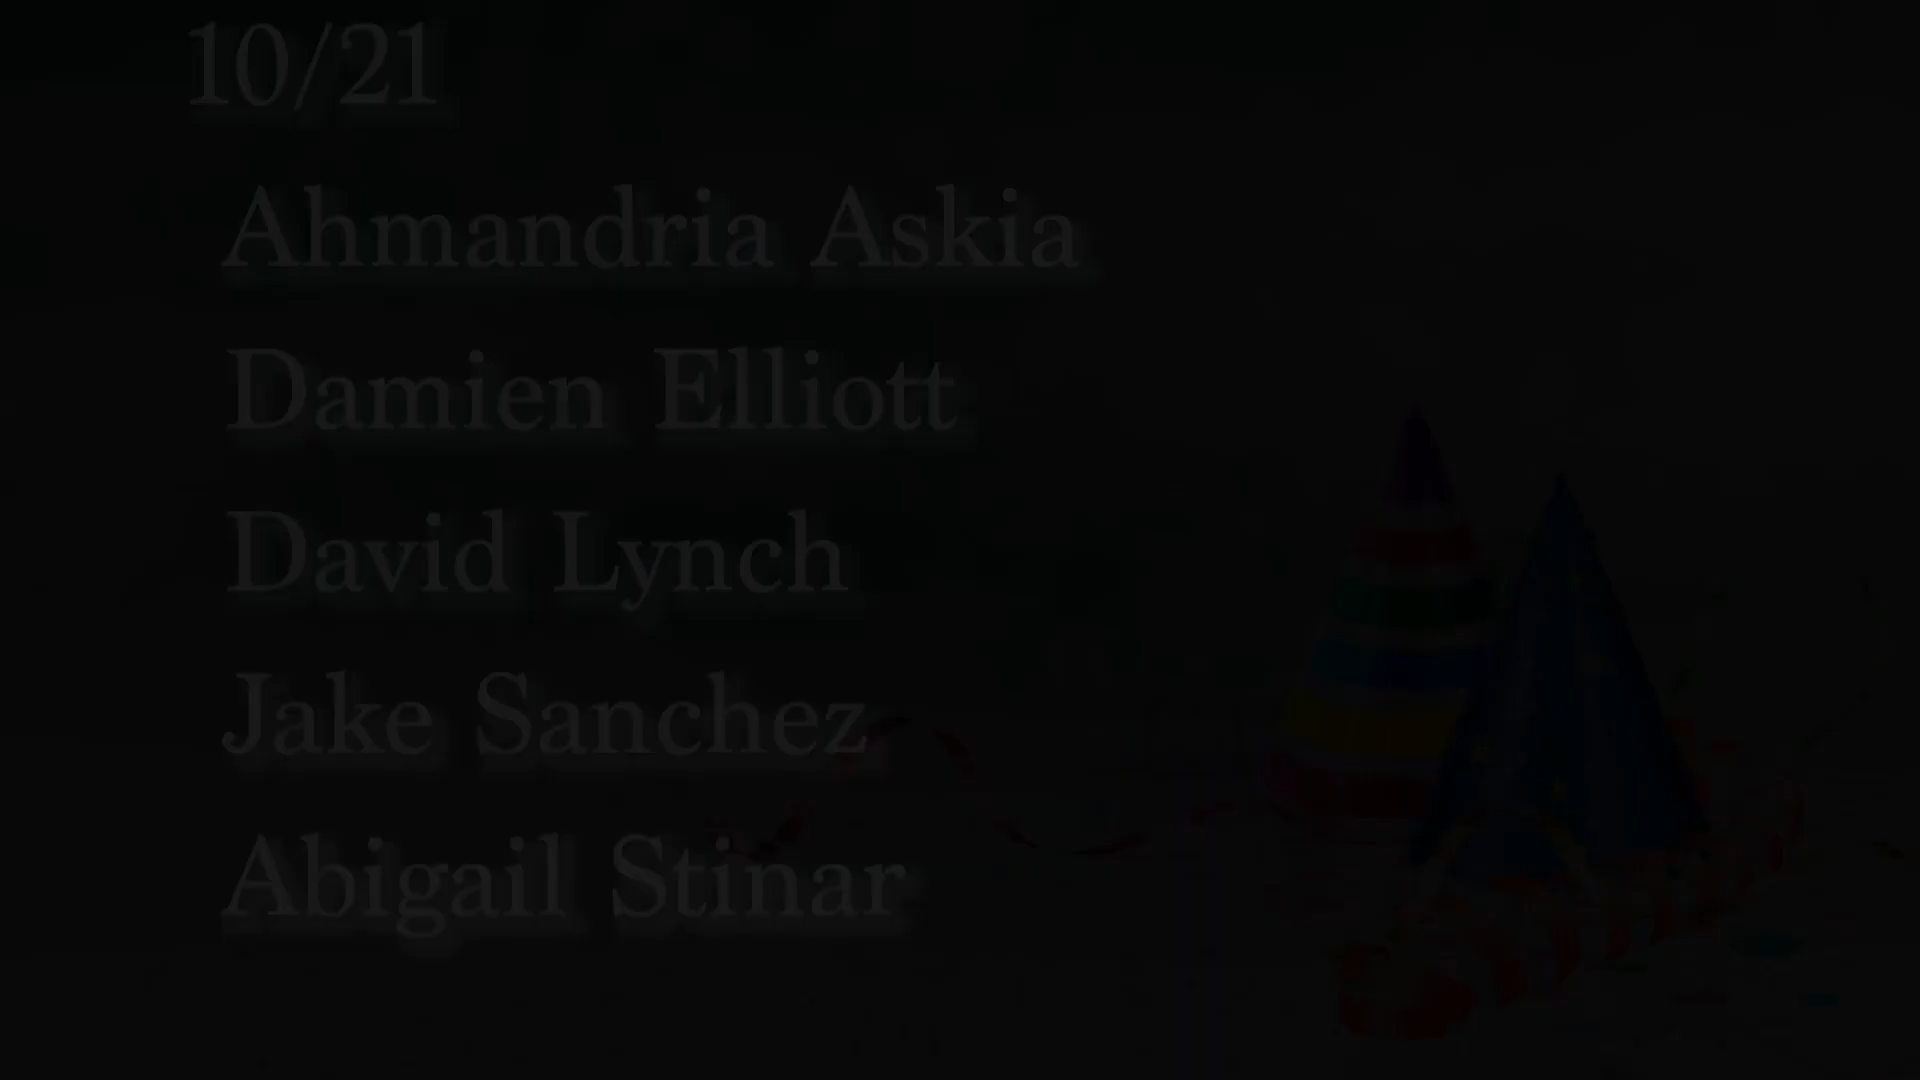 10/21
Ahmandria Askia
Damien Elliott
David Lynch
Jake Sanchez
Abigail Stinar